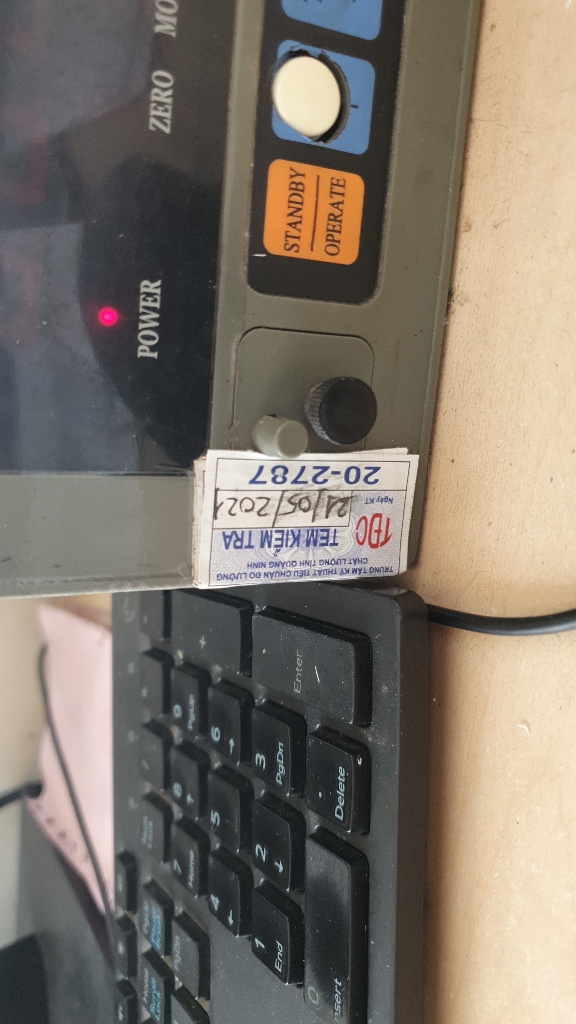 ZERO
MO
STANDBY
OPERATE
POWER
TRUNG TÂM KỸ THUẬT TIÊU CHUẨN ĐO LƯỜNG
CHẤT LƯỢNG TỈNH QUẢNG NINH
TĐC
TEM KIỂM TRA
Ngày KT
21/05/2021
20-2787
+
Enter
9
PgUp
6
→
3
PgDn
Delete
8
↑
5
2
↓
7
Home
4
←
1
End
0
Insert